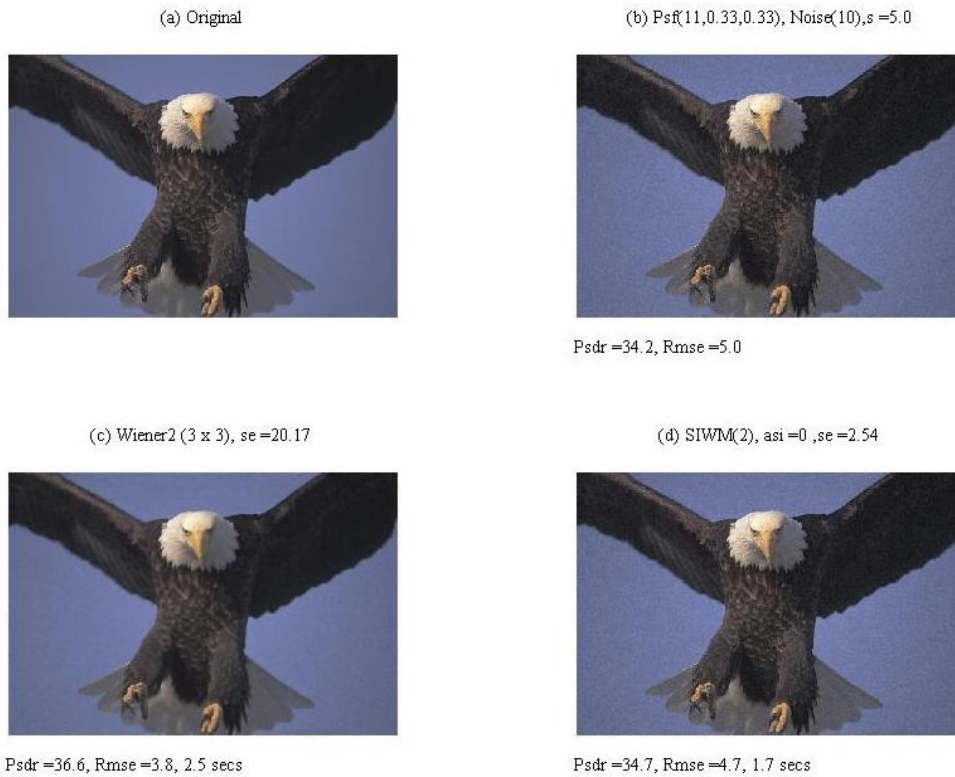 (a) Original
(b) Psf(11,0.33,0.33), Noise(10),s =5.0
Psdr =34.2, Rmse =5.0
(c) Wiener2 (3 x 3), se =20.17
(d) SIWM(2), asi =0 ,se =2.54
Psdr =36.6, Rmse =3.8, 2.5 secs
Psdr =34.7, Rmse =4.7, 1.7 secs